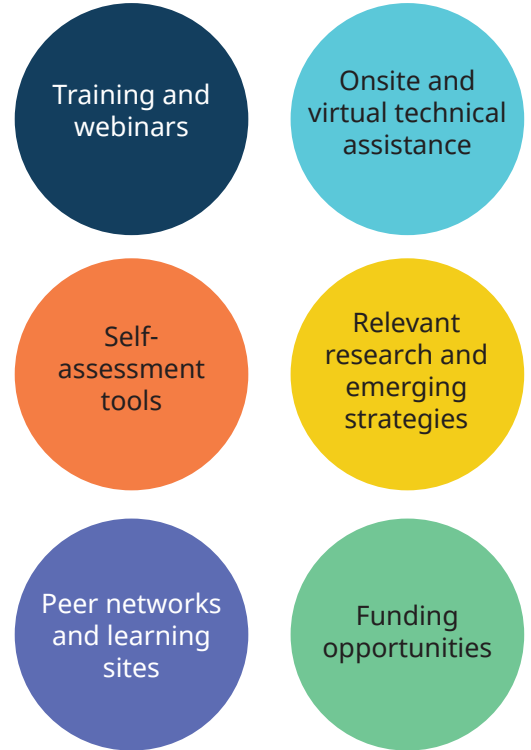 Training and
webinars
Onsite and
virtual technical
assistance
Self-
assessment
tools
Relevant
research and
emerging
strategies
Peer networks
and learning
sites
Funding
opportunities